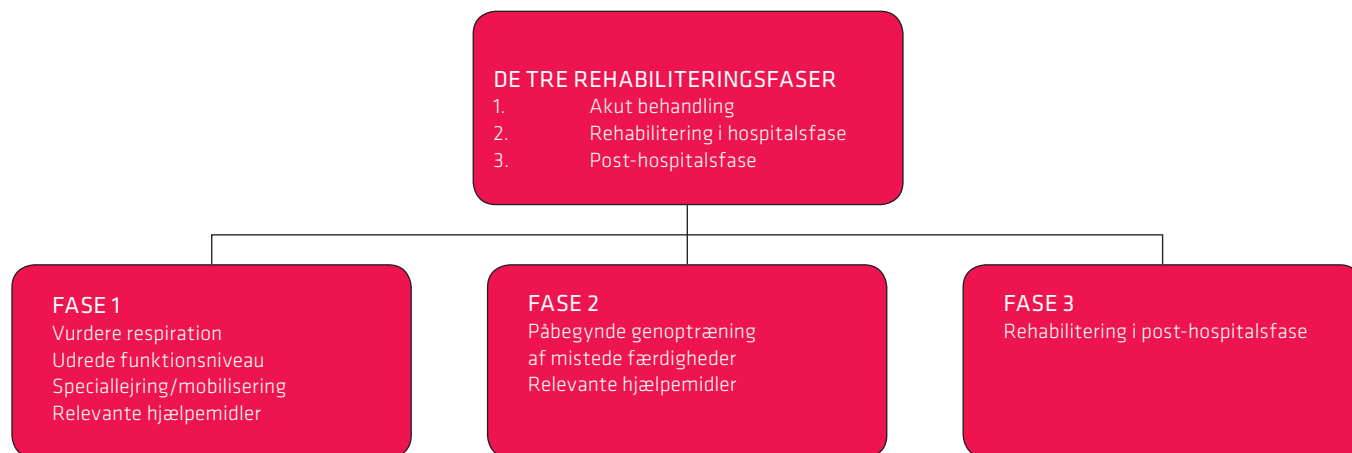 DE TRE REHABILITERINGSFASER
1. Akut behandling
2. Rehabilitering i hospitalsfase
3. Post-hospitalsfase
FASE 1
Vurdere respiration
Udrede funktionsniveau
Speciallejring/mobilisering
Relevante hjælpemidler
FASE 2
Påbegynde genoptræning
af mistede færdigheder
Relevante hjælpemidler
FASE 3
Rehabilitering i post-hospitalsfase